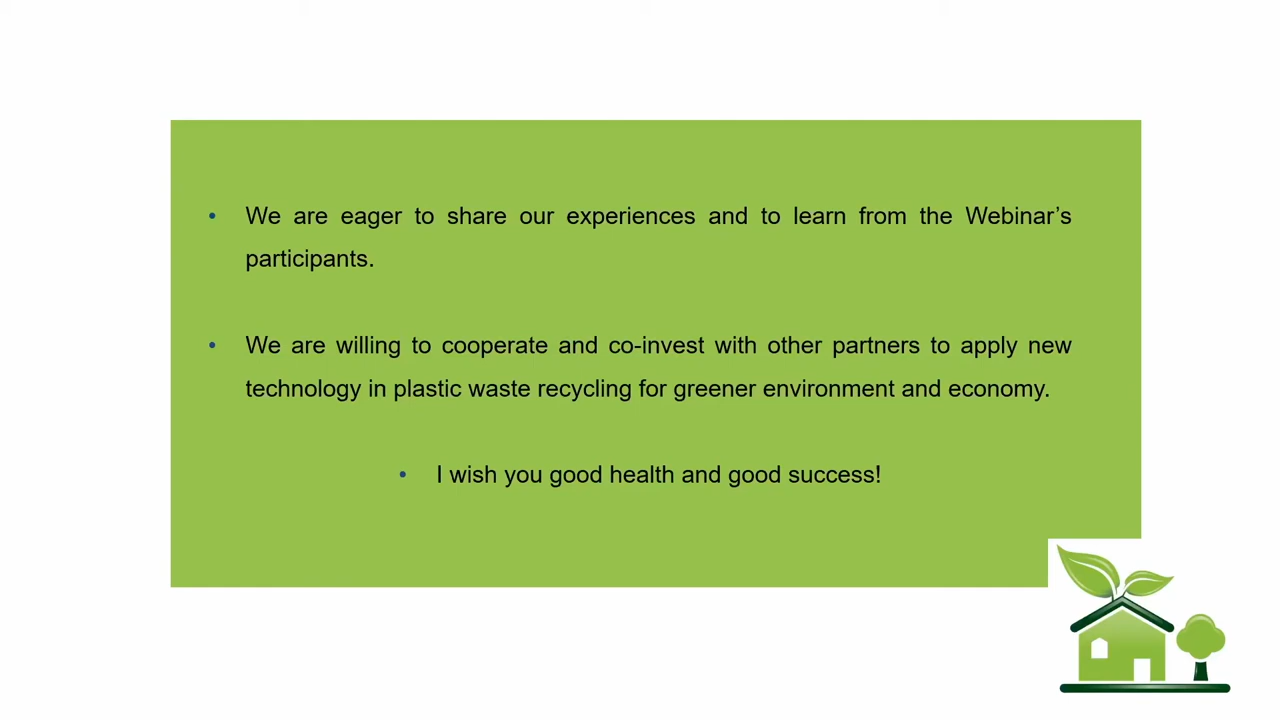 • We are eager to share our experiences and to learn from the Webinar’s
participants.
• We are willing to cooperate and co-invest with other partners to apply new
technology in plastic waste recycling for greener environment and economy.
• I wish you good health and good success!